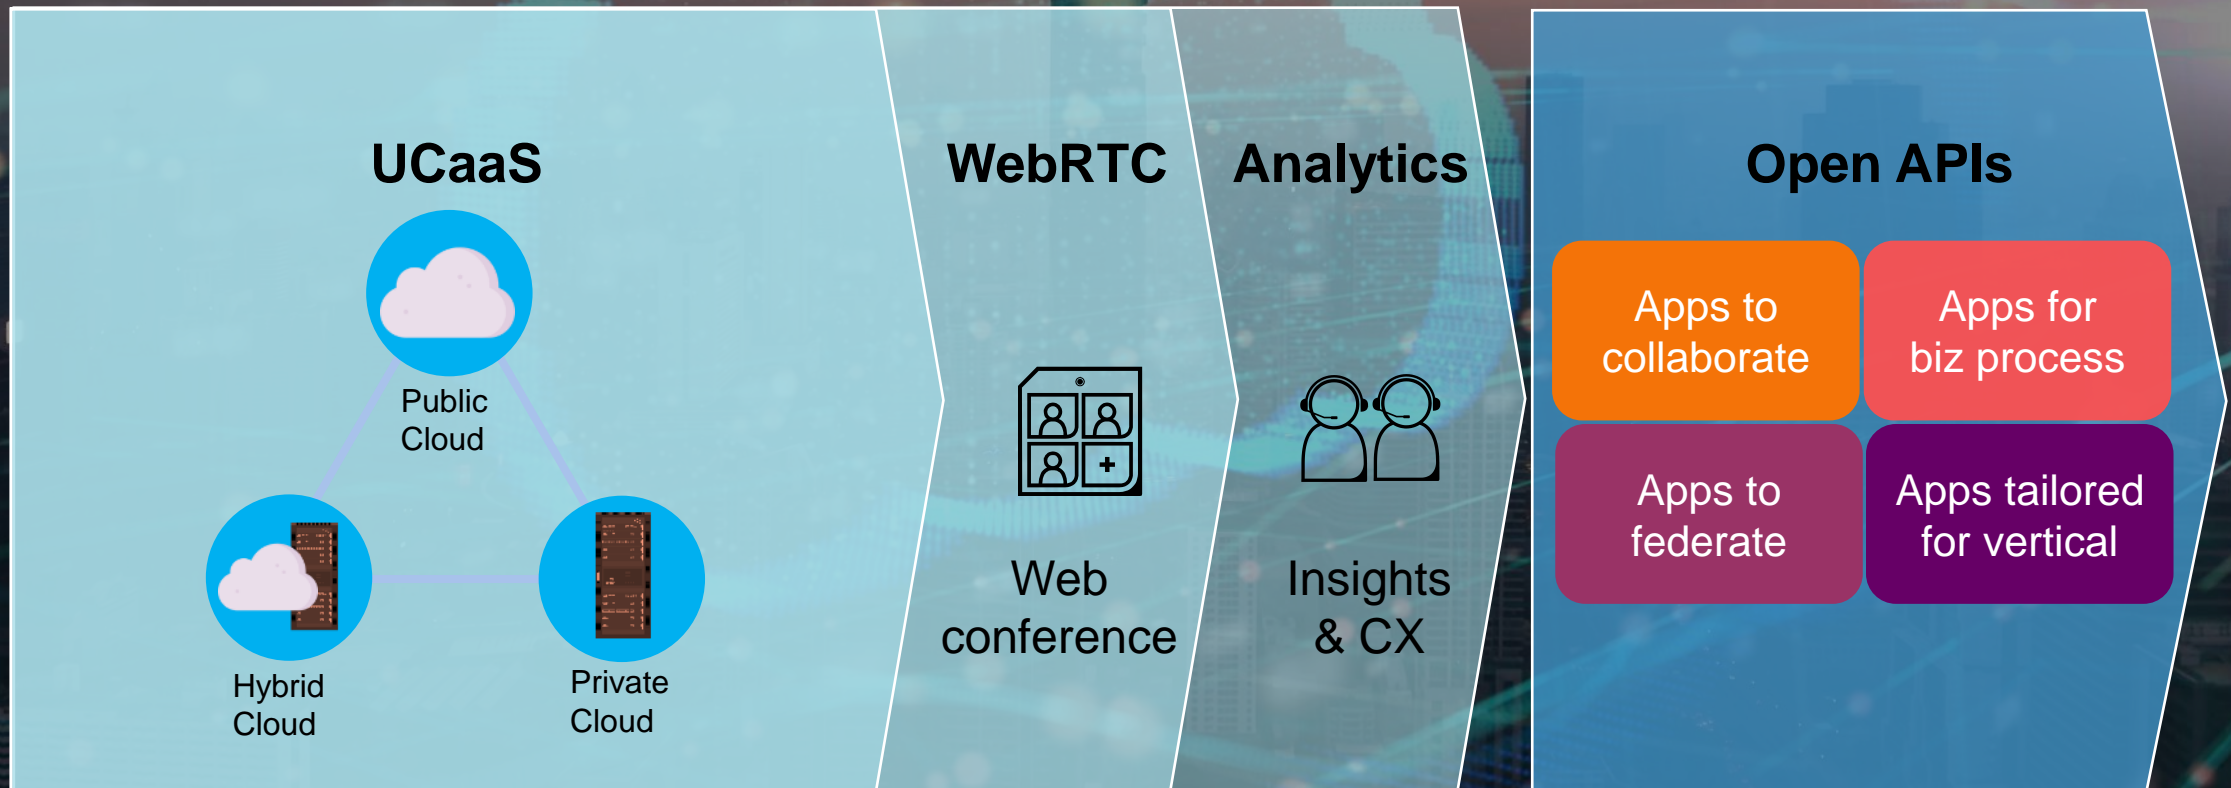 UCaaS
Public
Cloud
Hybrid
Cloud
Private
Cloud
WebRTC
Web
conference
Analytics
Insights
& CX
Open APIs
Apps to
collaborate
Apps for
biz process
Apps to
federate
Apps tailored
for vertical